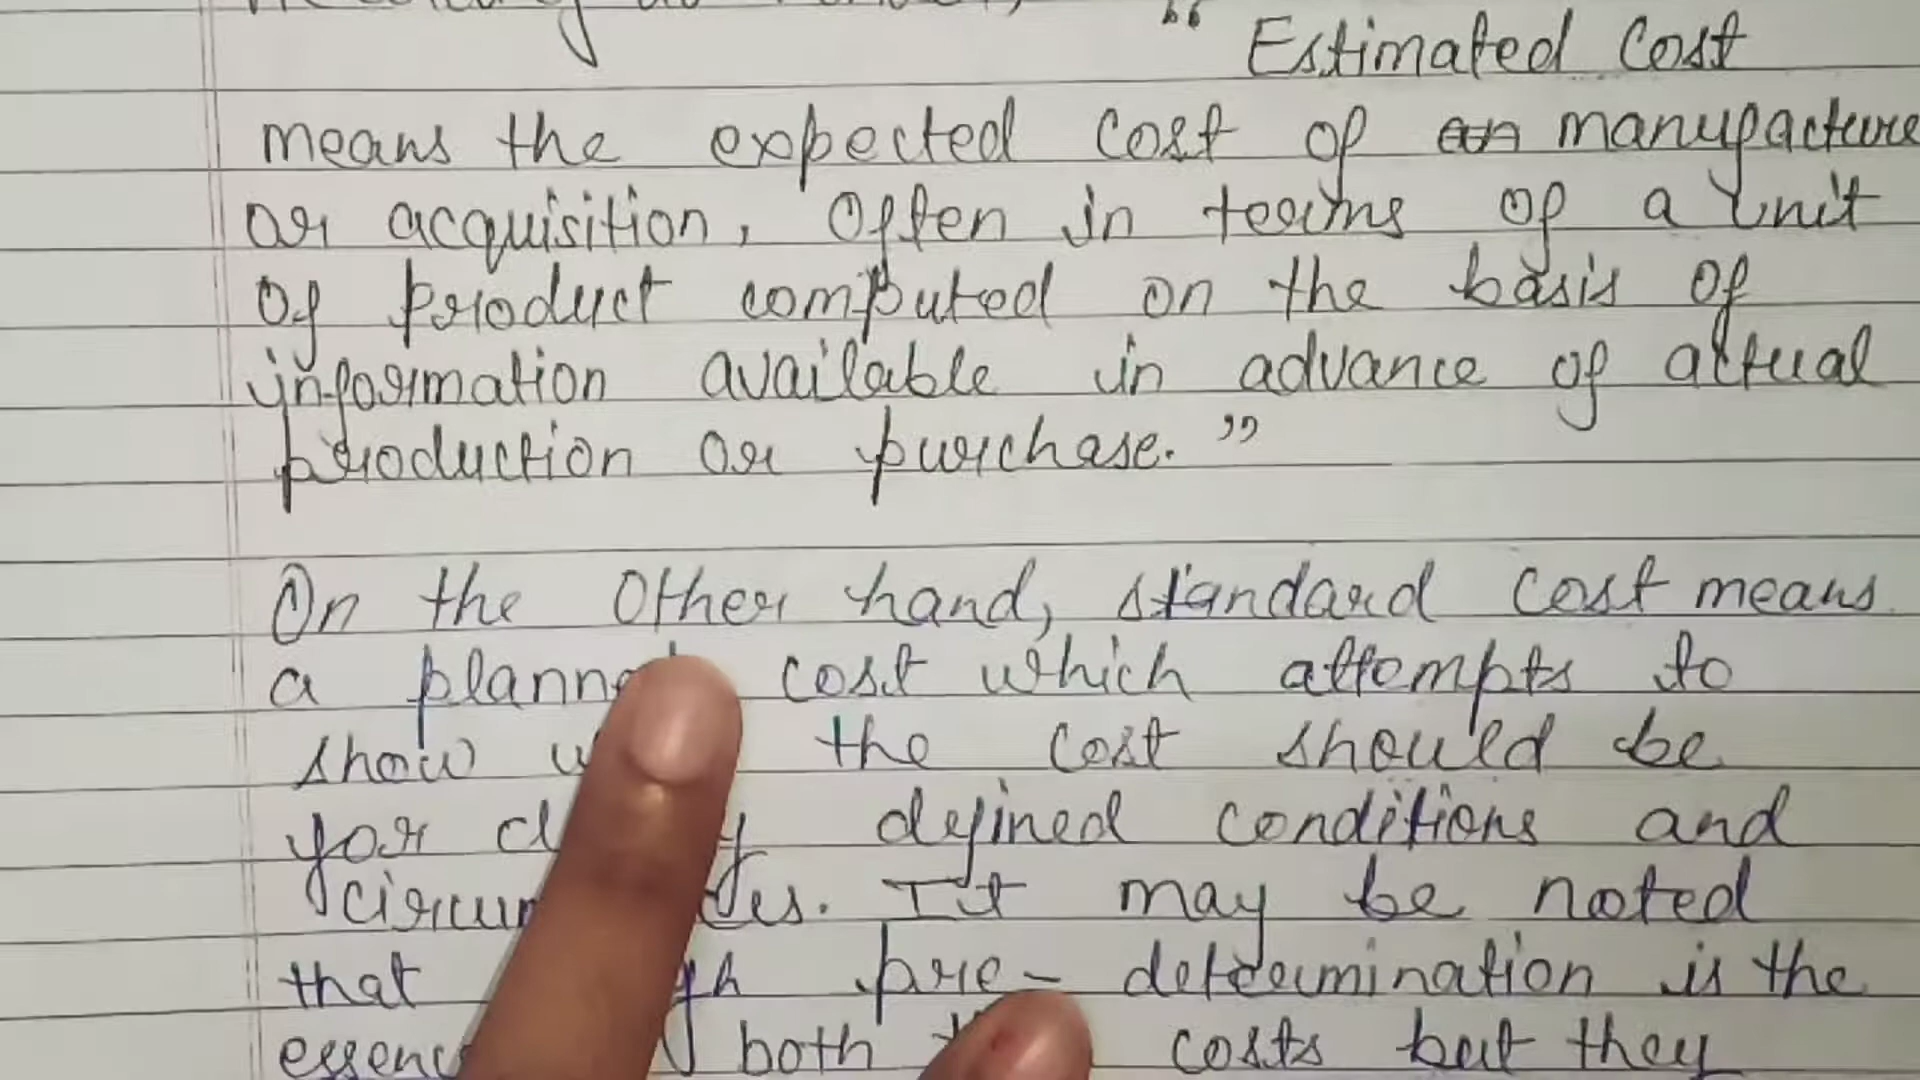 " Estimated Cost
means the expected cost of manufacture
or acquisition, often in terms of a unit
of product computed on the basis of
information available in advance of actual
production or purchase."
On the other hand, standard cost means
a cost which attempts to
show the cost should be
for defined conditions and
It may be noted
that pre-determination is the
both costs but they